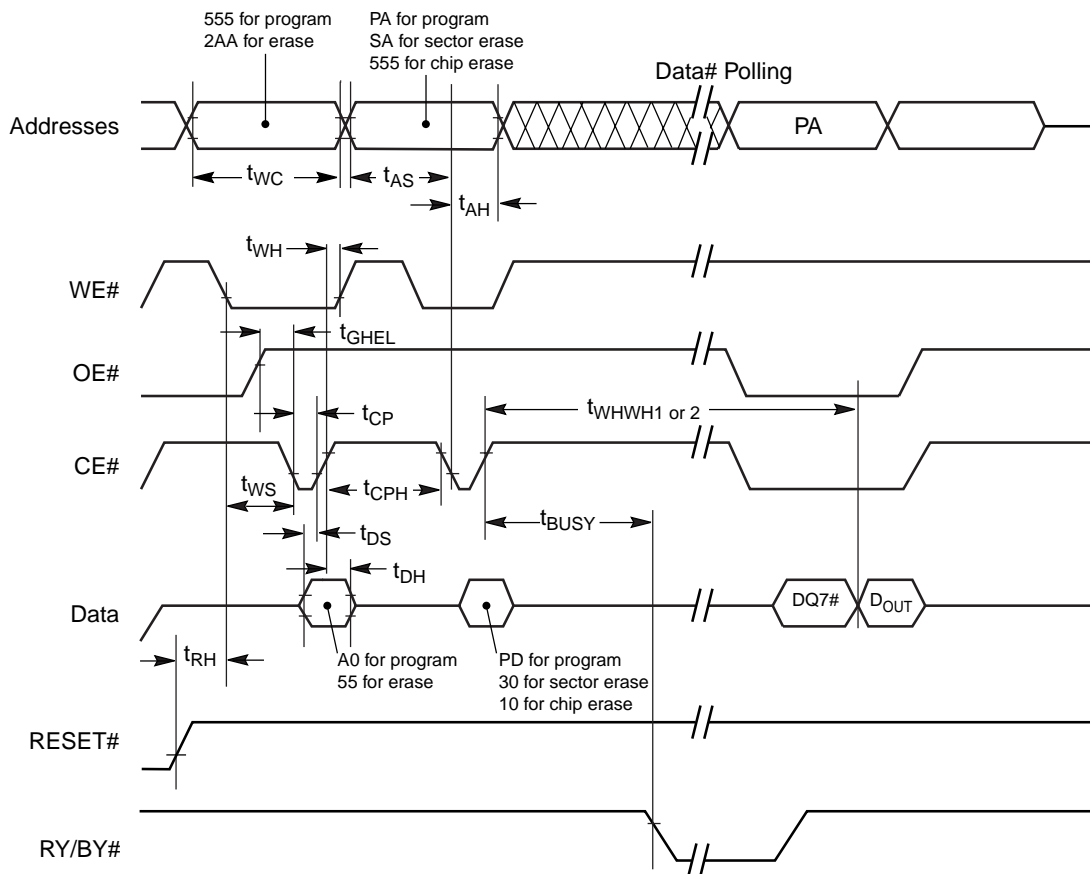 555 for program
2AA for erase
PA for program
SA for sector erase
555 for chip erase
Data# Polling
Addresses
PA
tWC
tAS
tAH
tWH
WE#
tGHEL
OE#
tWHWH1 or 2
tCP
CE#
tWS
tCPH
tBUSY
tDS
tDH
Data
DQ7#
DOUT
tRH
A0 for program
55 for erase
PD for program
30 for sector erase
10 for chip erase
RESET#
RY/BY#